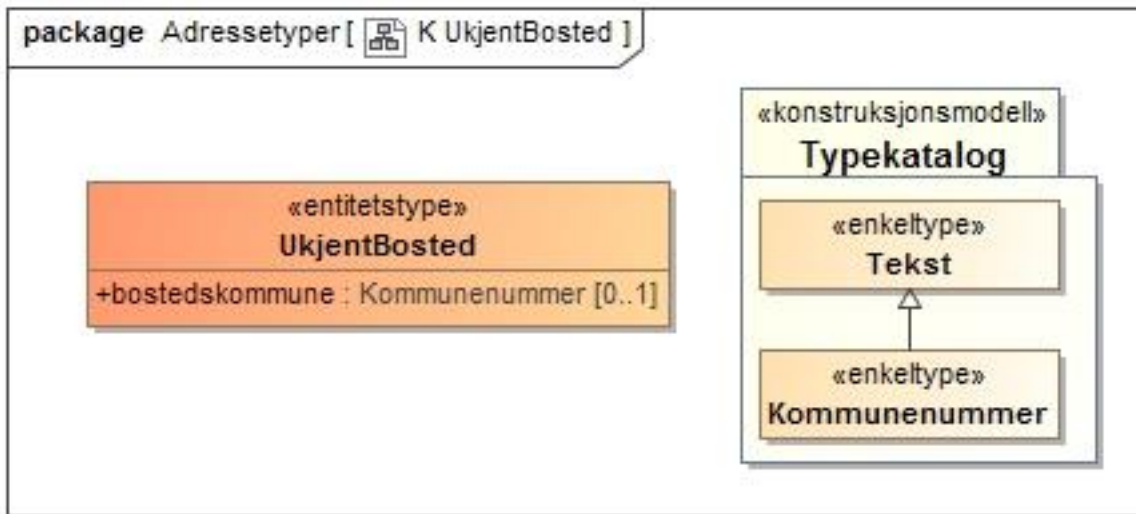 package Adressetyper [ K UkjentBosted ]
«konstruksjonsmodell»
Typekatalog
«entitetstype»
UkjentBosted
+bostedskommune : Kommunenummer [0..1]
«enkeltype»
Tekst
«enkeltype»
Kommunenummer